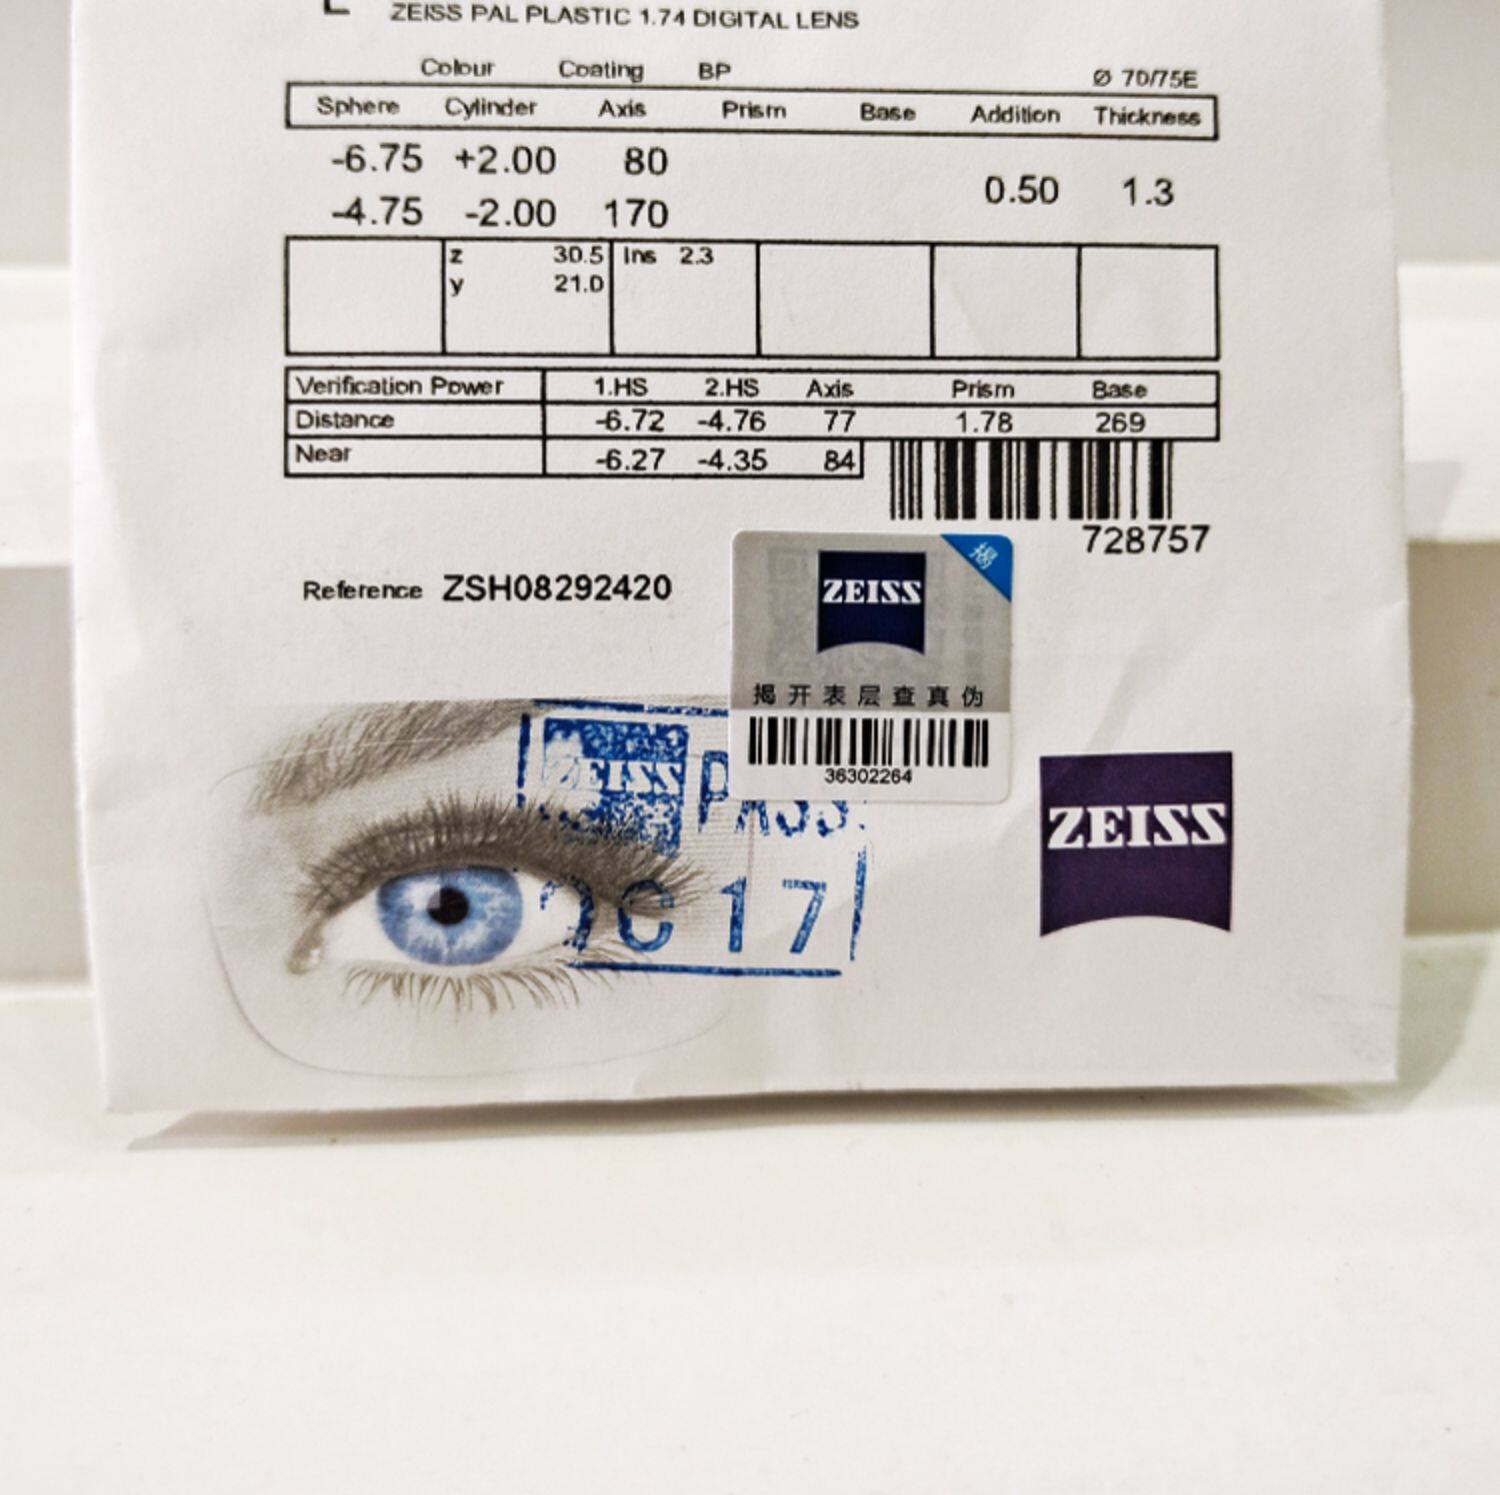 ZEISS PAL PLASTIC 1.74 DIGITAL LENS
Colour Coating BP Ø 70/75E
Sphere Cylinder Axis Prism Base Addition Thickness
-6.75 +2.00 80
0.50 1.3
-4.75 -2.00 170
z 30.5 Ins 2.3
y 21.0
Verification Power 1.HS 2.HS Axis Prism Base
Distance -6.72 -4.76 77 1.78 269
Near -6.27 -4.35 84
728757
Reference ZSH08292420
揭
ZEISS
揭开表层查真伪
36302264
ZEISS PASS
QC 17
ZEISS